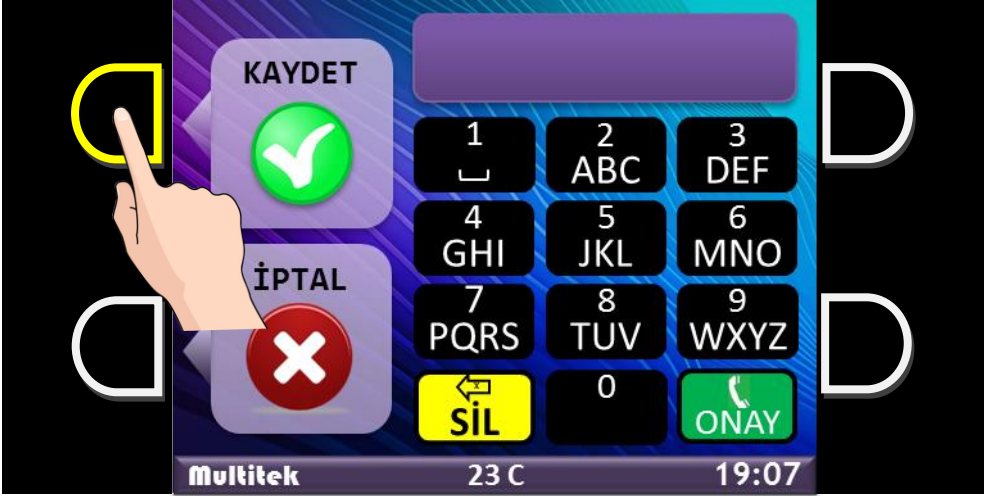 KAYDET
İPTAL
1
2
ABC
3
DEF
4
GHI
5
JKL
6
MNO
7
PQRS
8
TUV
9
WXYZ
SİL
0
ONAY
Multitek
23 C
19:07